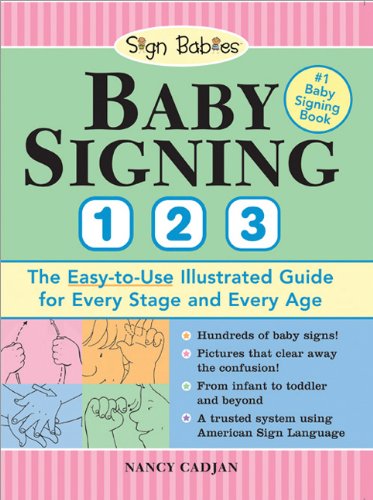 Sign Babies™
#1
Baby
Signing
Book
BABY
SIGNING
1 2 3
The Easy-to-Use Illustrated Guide
for Every Stage and Every Age
Hundreds of baby signs!
Pictures that clear away
the confusion!
From infant to toddler
and beyond
A trusted system using
American Sign Language
NANCY CADJAN